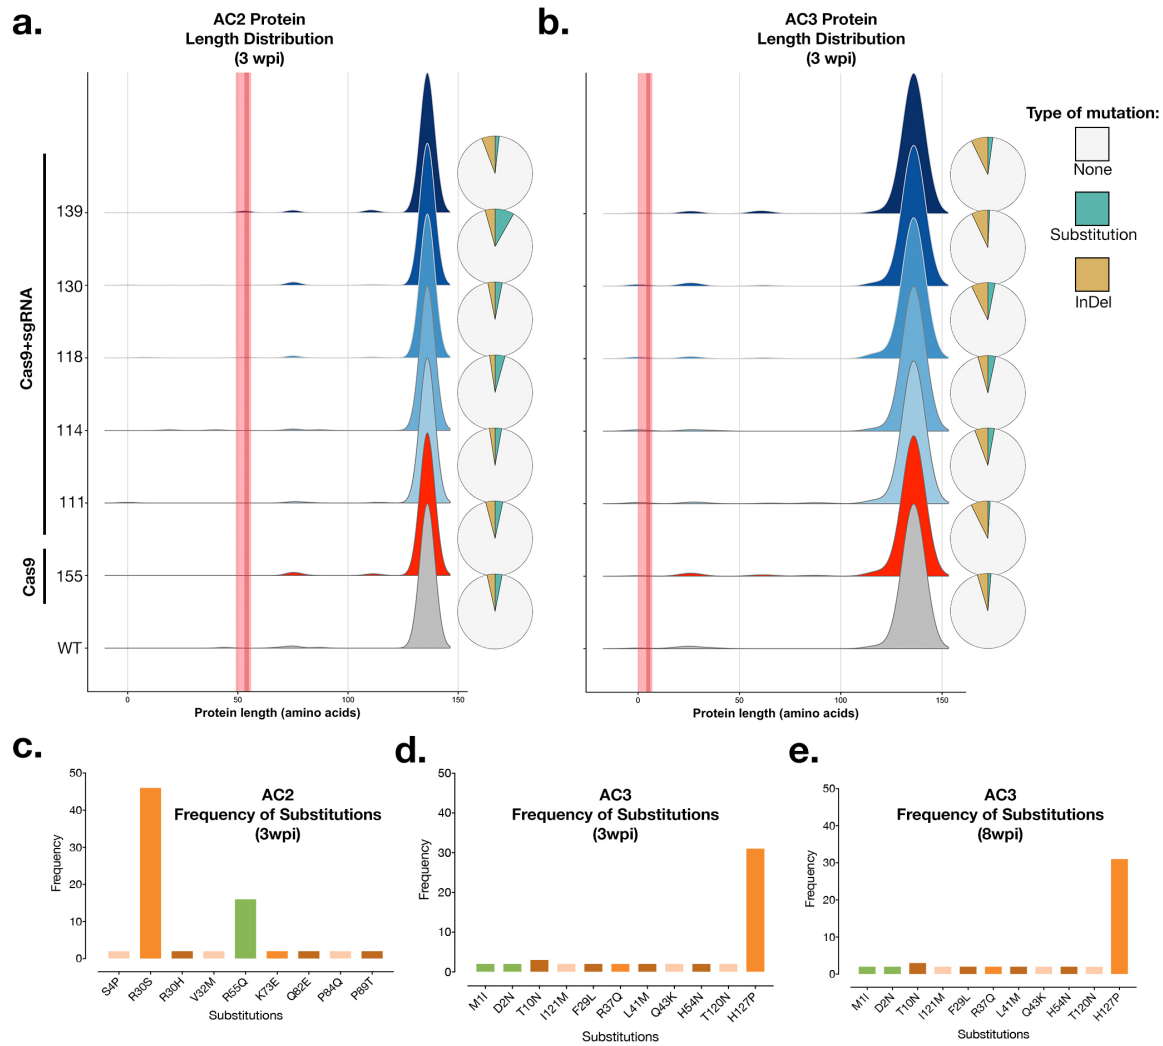 a.
AC2 Protein
Length Distribution
(3 wpi)
Cas9+sgRNA
Cas9
139
130
118
114
111
155
WT
0
50
100
150
Protein length (amino acids)
b.
AC3 Protein
Length Distribution
(3 wpi)
0
50
100
150
Protein length (amino acids)
Type of mutation:
None
Substitution
InDel
c.
AC2
Frequency of Substitutions
(3wpi)
Frequency
50
40
30
20
10
0
S4P
R30S
R30H
V32M
R55Q
K73E
Q82E
P84Q
P89T
Substitutions
d.
AC3
Frequency of Substitutions
(3wpi)
Frequency
50
40
30
20
10
0
M1I
D2N
T10N
I121M
F29L
R37Q
L41M
Q43K
H54N
T120N
H127P
Substitutions
e.
AC3
Frequency of Substitutions
(8wpi)
Frequency
50
40
30
20
10
0
M1I
D2N
T10N
I121M
F29L
R37Q
L41M
Q43K
H54N
T120N
H127P
Substitutions